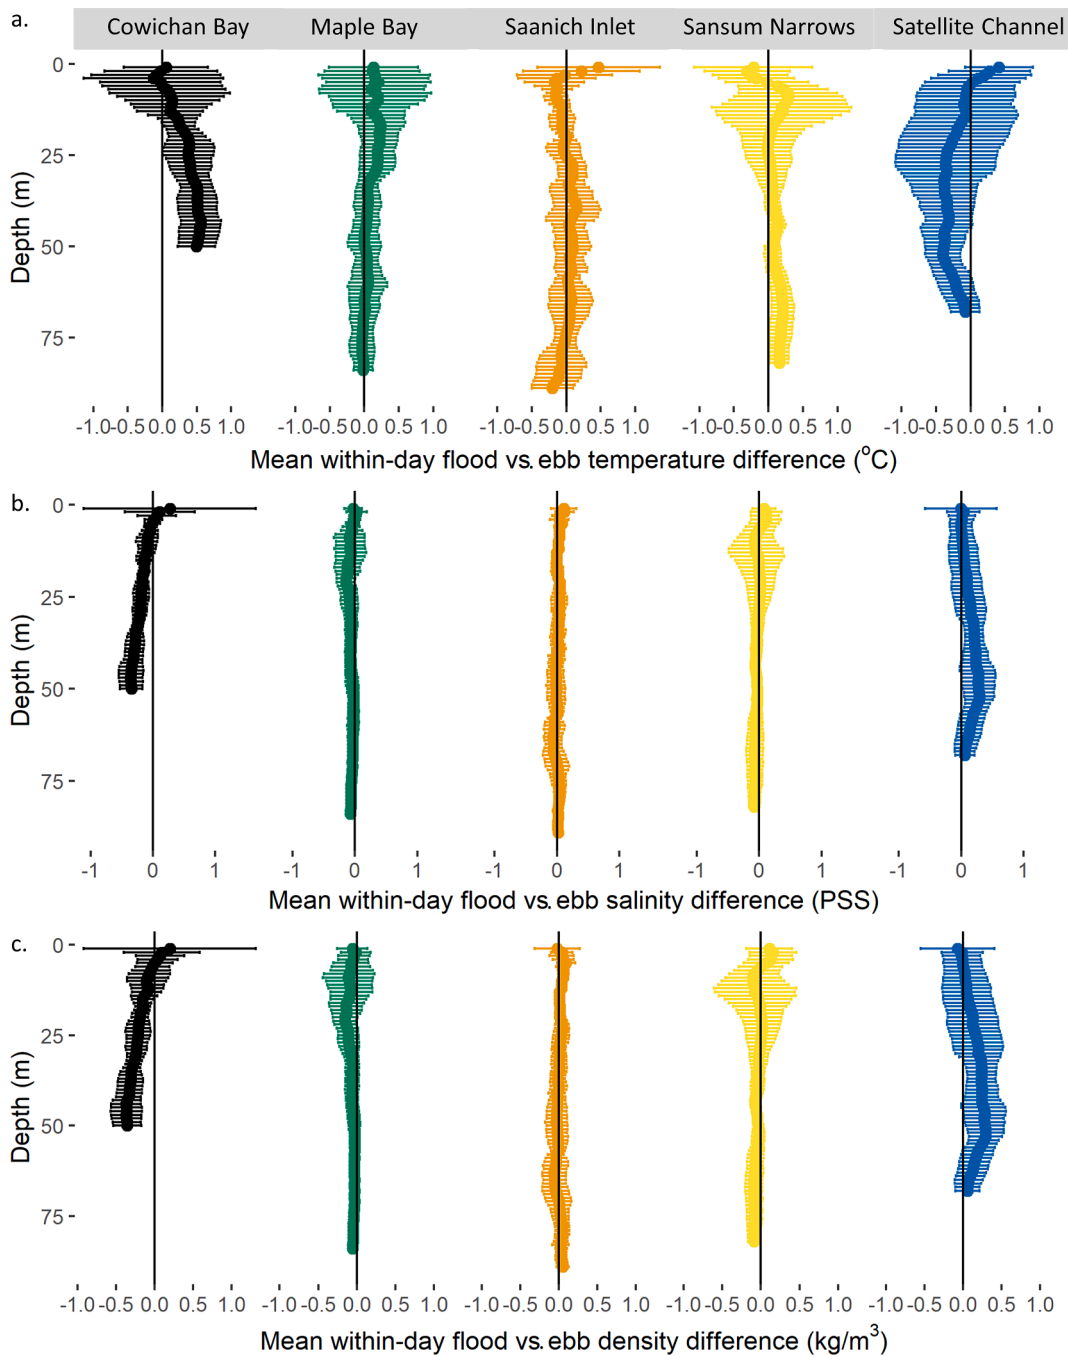 a.
Cowichan Bay Maple Bay Saanich Inlet Sansum Narrows Satellite Channel
0
25
50
75
Depth (m)
-1.0 -0.5 0.0 0.5 1.0 -1.0 -0.5 0.0 0.5 1.0 -1.0 -0.5 0.0 0.5 1.0 -1.0 -0.5 0.0 0.5 1.0 -1.0 -0.5 0.0 0.5 1.0
Mean within-day flood vs. ebb temperature difference (°C)
b.
0
25
50
75
Depth (m)
-1 0 1 -1 0 1 -1 0 1 -1 0 1 -1 0 1
Mean within-day flood vs. ebb salinity difference (PSS)
c.
0
25
50
75
Depth (m)
-1.0 -0.5 0.0 0.5 1.0 -1.0 -0.5 0.0 0.5 1.0 -1.0 -0.5 0.0 0.5 1.0 -1.0 -0.5 0.0 0.5 1.0 -1.0 -0.5 0.0 0.5 1.0
Mean within-day flood vs. ebb density difference (kg/m³)